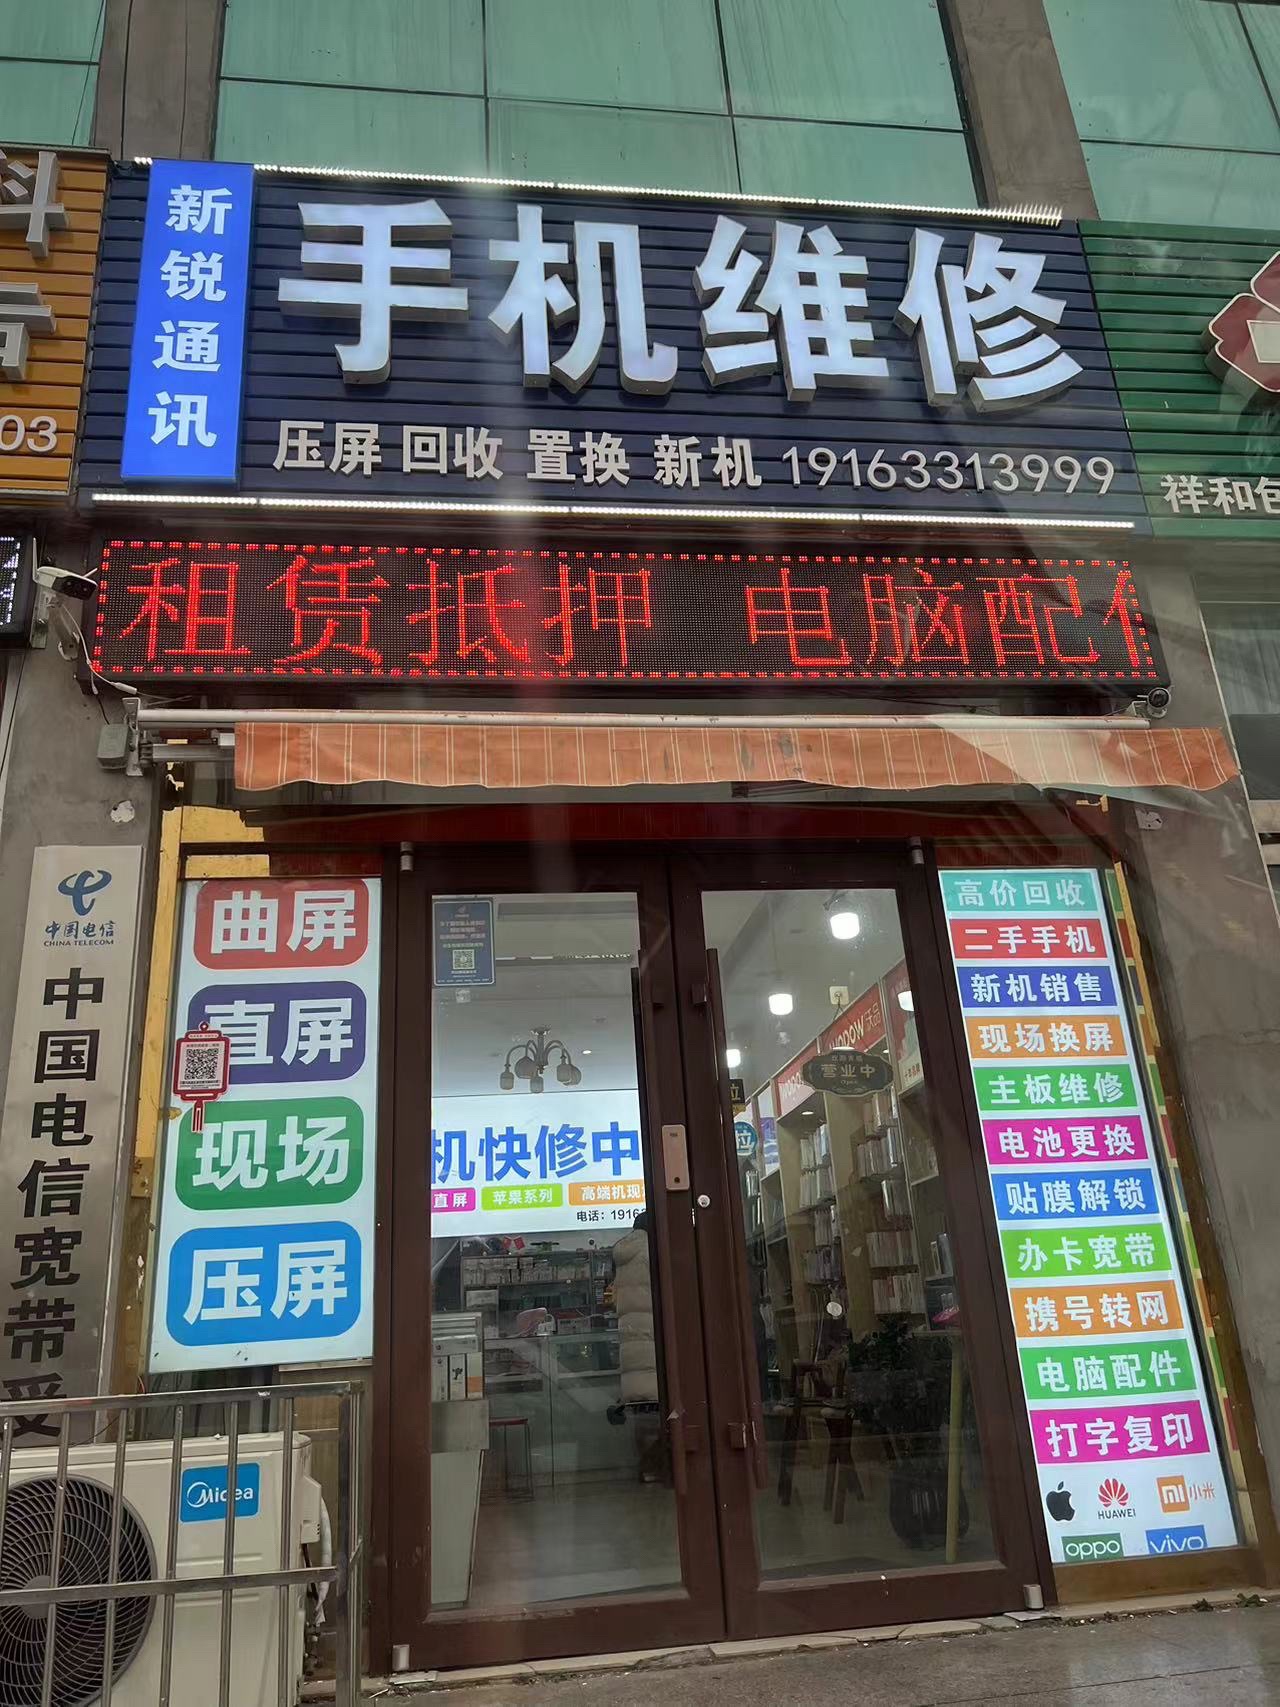 新锐通讯
手机维修
压屏 回收 置换 新机 19163313999
03
祥和包
租赁抵押 电脑配
中国电信
CHINA TELECOM
中国电信宽带受
曲屏
直屏
现场
压屏
机快修中
直屏 苹果系列 高端机现
电话：1916
营业中
Open
高价回收
二手手机
新机销售
现场换屏
主板维修
电池更换
贴膜解锁
办卡宽带
携号转网
电脑配件
打字复印
HUAWEI
小米
oppo
vivo
Midea